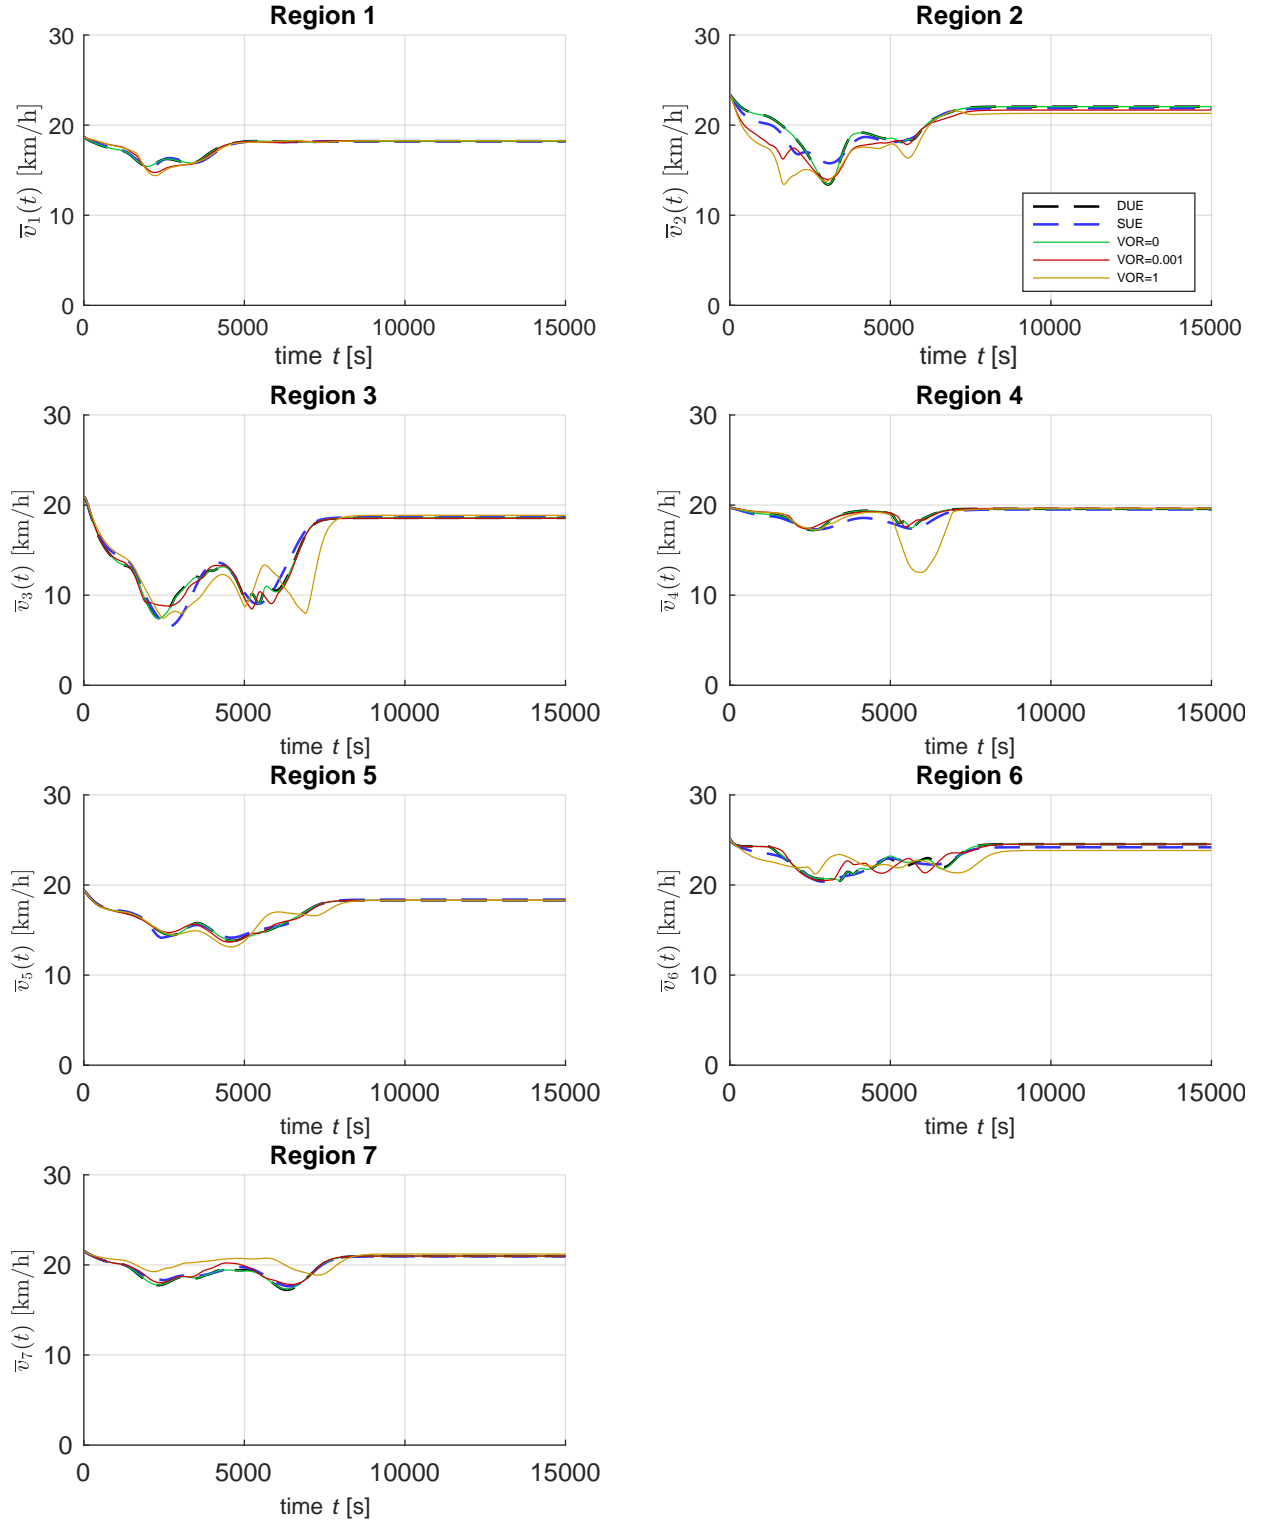 Region 1
30
20
10
0
0 5000 10000 15000
v̅₁(t) [km/h]
time t [s]
Region 2
30
20
10
0
0 5000 10000 15000
v̅₂(t) [km/h]
time t [s]
DUE
SUE
VOR=0
VOR=0.001
VOR=1
Region 3
30
20
10
0
0 5000 10000 15000
v̅₃(t) [km/h]
time t [s]
Region 4
30
20
10
0
0 5000 10000 15000
v̅₄(t) [km/h]
time t [s]
Region 5
30
20
10
0
0 5000 10000 15000
v̅₅(t) [km/h]
time t [s]
Region 6
30
20
10
0
0 5000 10000 15000
v̅₆(t) [km/h]
time t [s]
Region 7
30
20
10
0
0 5000 10000 15000
v̅₇(t) [km/h]
time t [s]